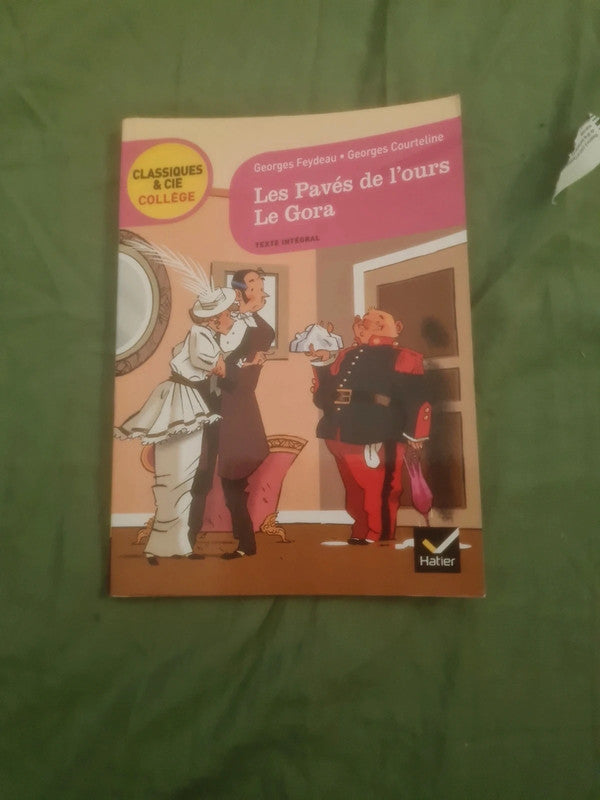 CLASSIQUES
& CIE
COLLÈGE
Georges Feydeau • Georges Courteline
Les Pavés de l'ours
Le Gora
TEXTE INTÉGRAL
Hatier